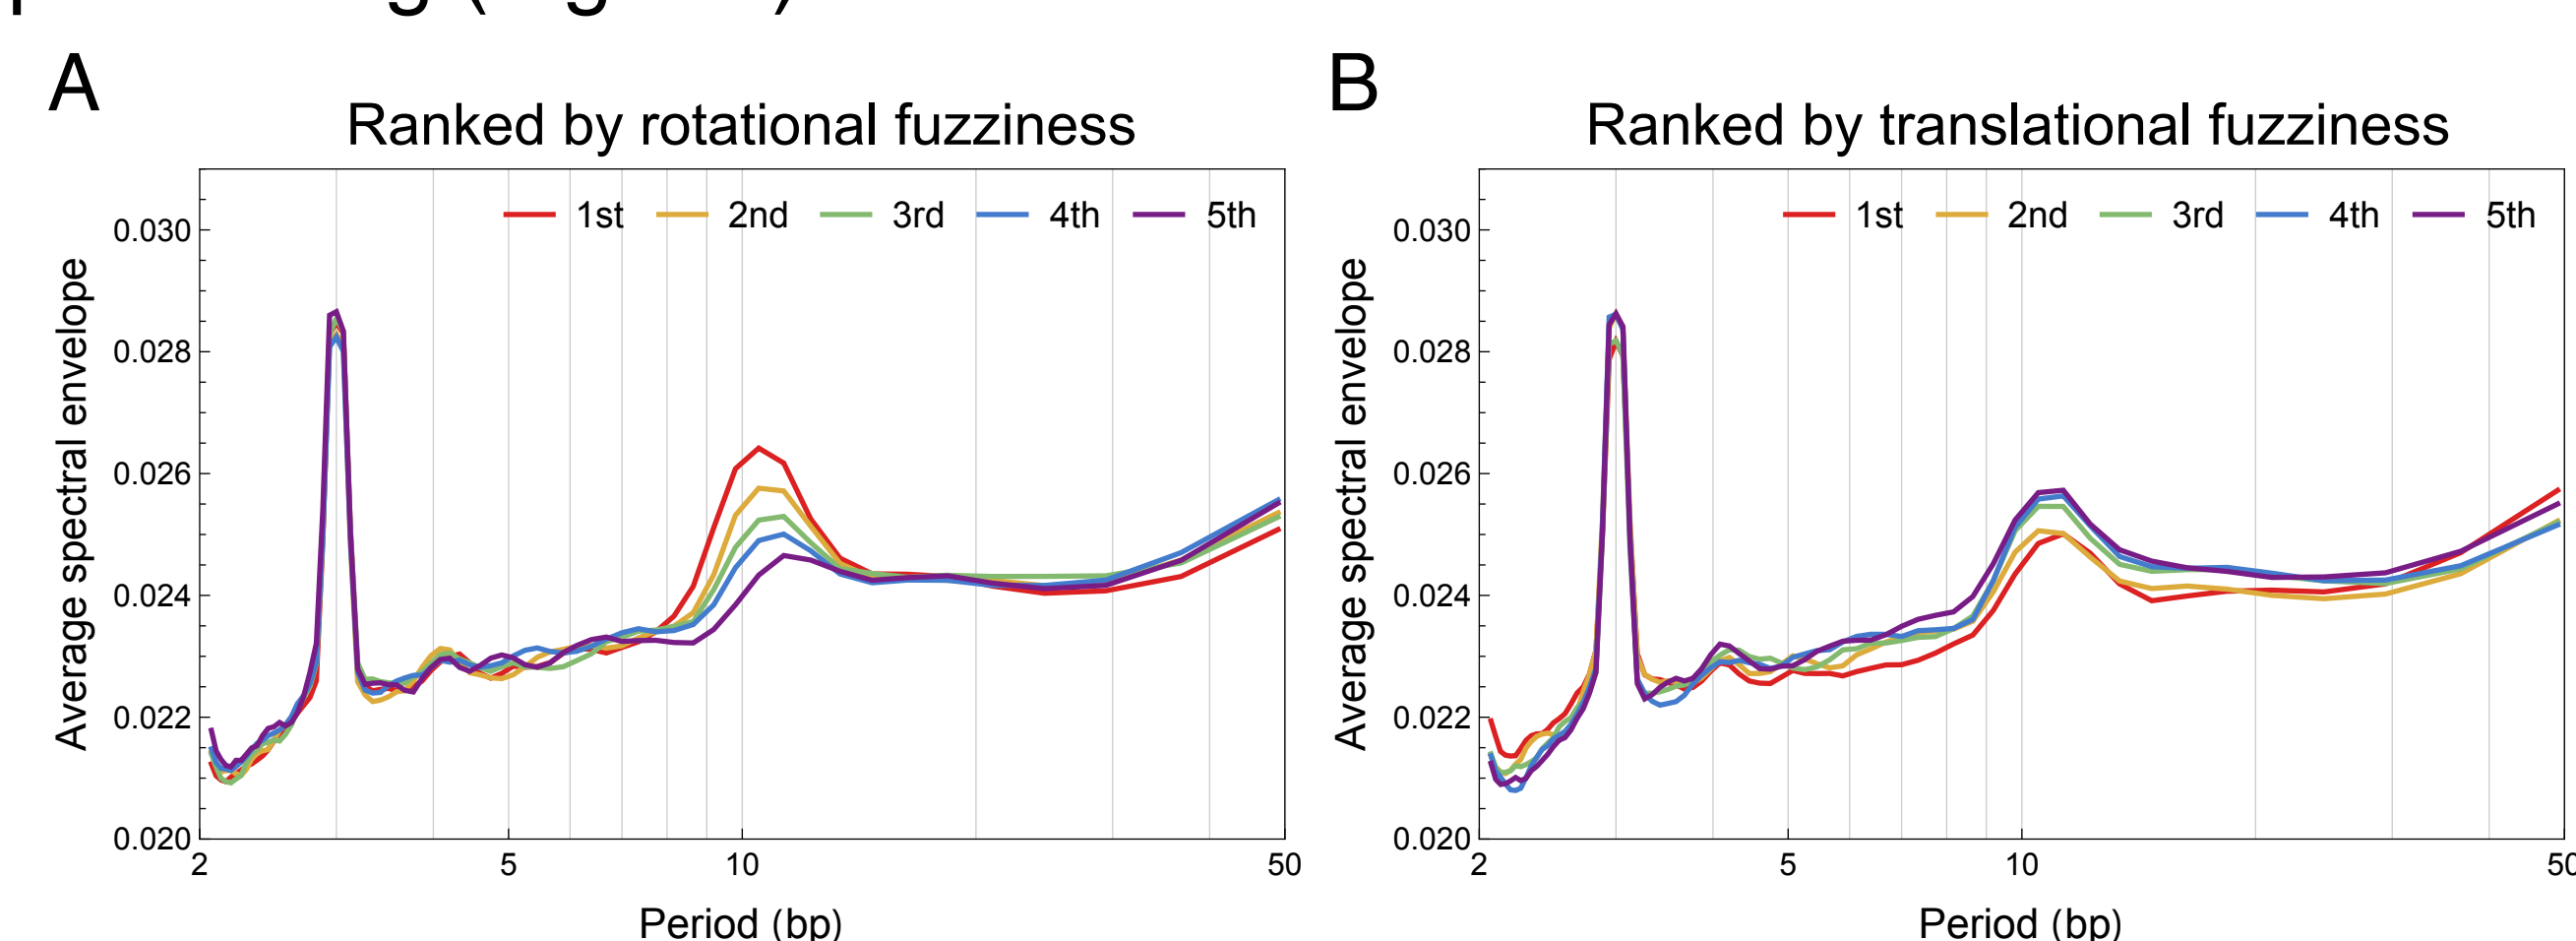 A
Ranked by rotational fuzziness
1st 2nd 3rd 4th 5th
Average spectral envelope
0.030
0.028
0.026
0.024
0.022
0.020
2 5 10 50
Period (bp)
B
Ranked by translational fuzziness
1st 2nd 3rd 4th 5th
Average spectral envelope
0.030
0.028
0.026
0.024
0.022
0.020
2 5 10 50
Period (bp)